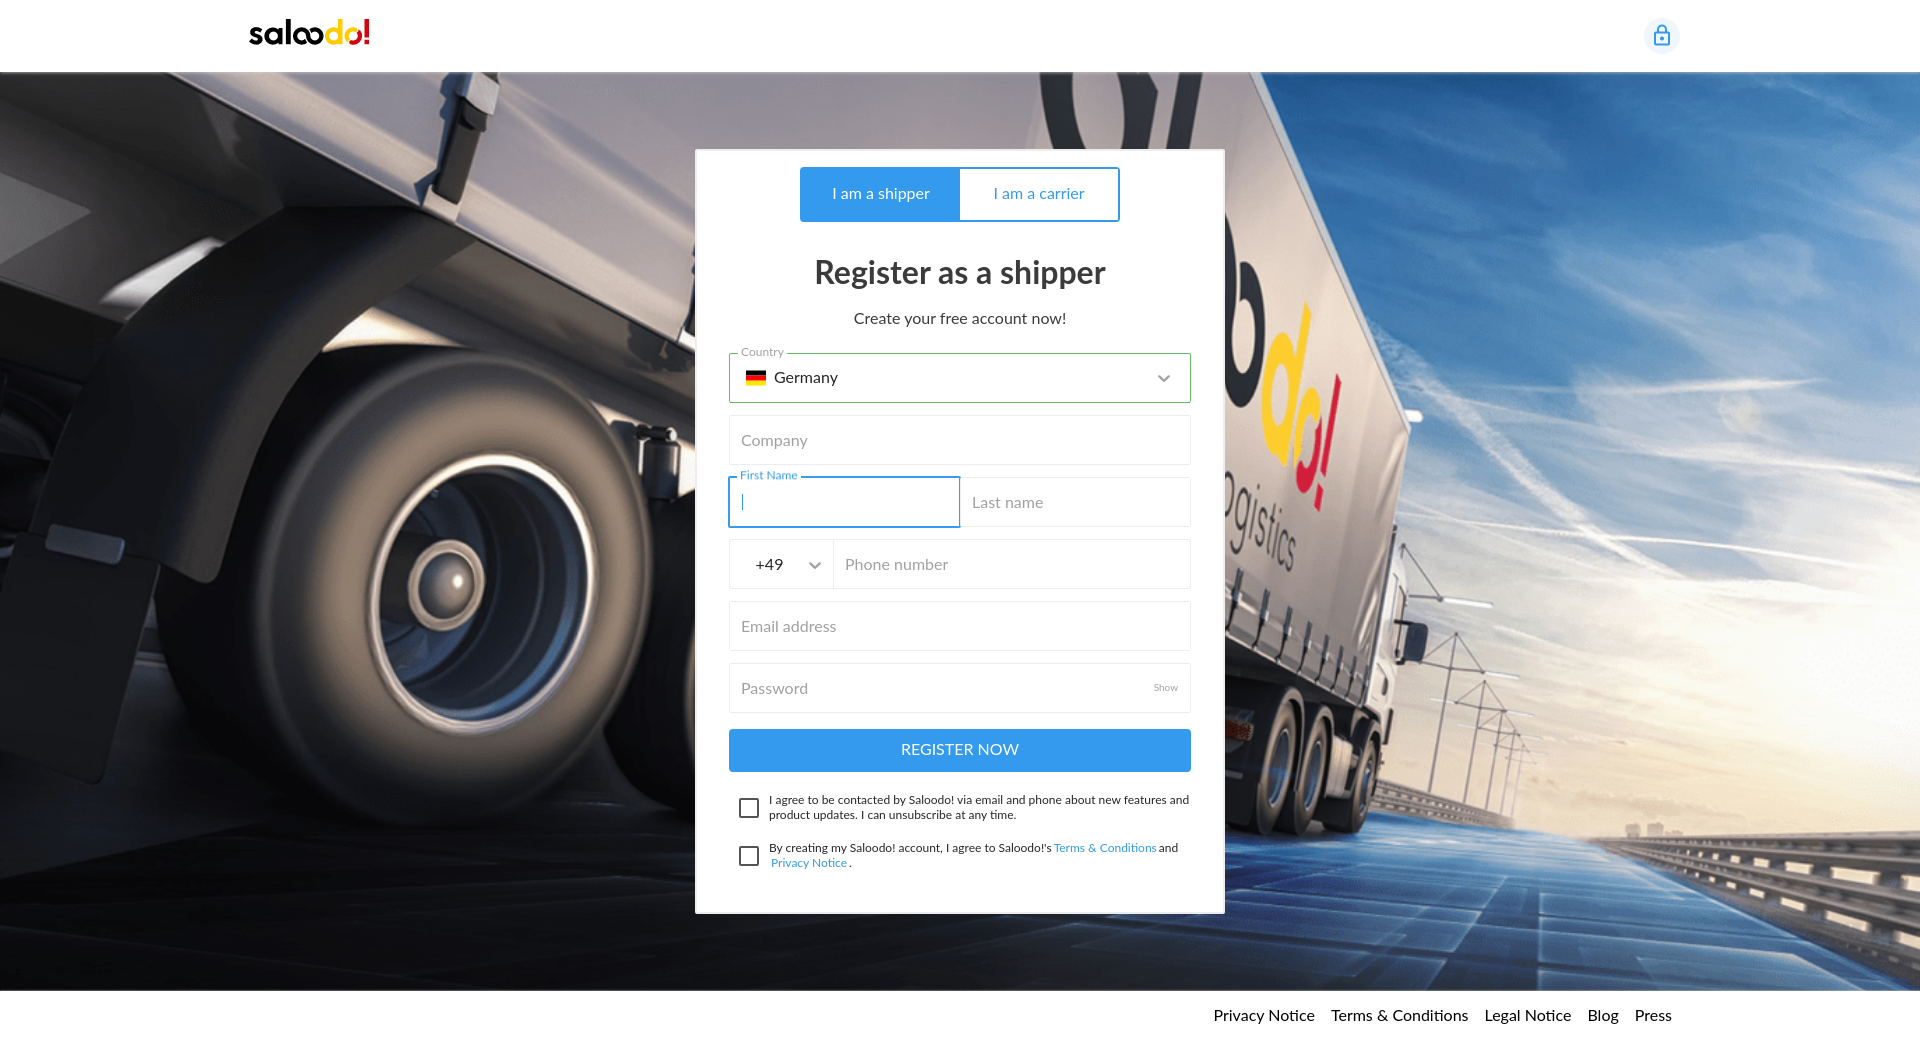 saloodo!
I am a shipper
I am a carrier
Register as a shipper
Create your free account now!
Country
Germany
Company
First Name
Last name
+49
Phone number
Email address
Password
Show
REGISTER NOW
I agree to be contacted by Saloodo! via email and phone about new features and
product updates. I can unsubscribe at any time.
By creating my Saloodo! account, I agree to Saloodo!'s Terms & Conditions and
Privacy Notice .
Privacy Notice
Terms & Conditions
Legal Notice
Blog
Press